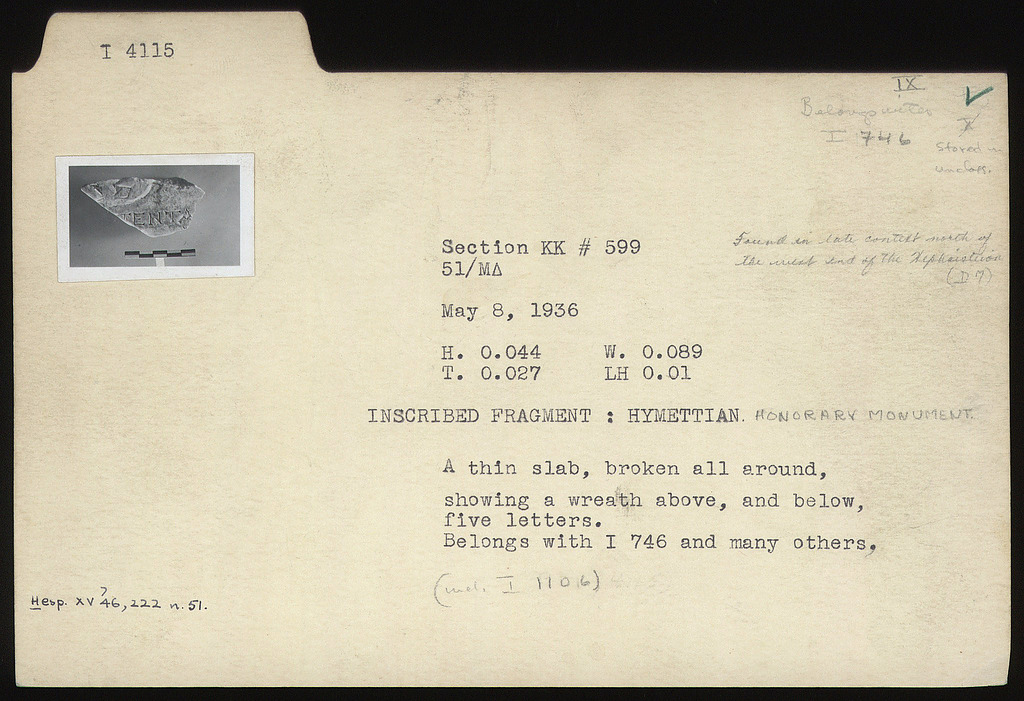 I 4115
IX
Belongs with
I 746
Stored in
unclass.
ΓENTA
Section KK # 599
51/ΜΔ
Found in late context north of
the west end of the Hephaisteion
(D 7)
May 8, 1936
H. 0.044 W. 0.089
T. 0.027 LH 0.01
INSCRIBED FRAGMENT : HYMETTIAN. HONORARY MONUMENT.
A thin slab, broken all around,
showing a wreath above, and below,
five letters.
Belongs with I 746 and many others.
(incl. I 1106)
Hesp. XV '46, 222 n. 51.